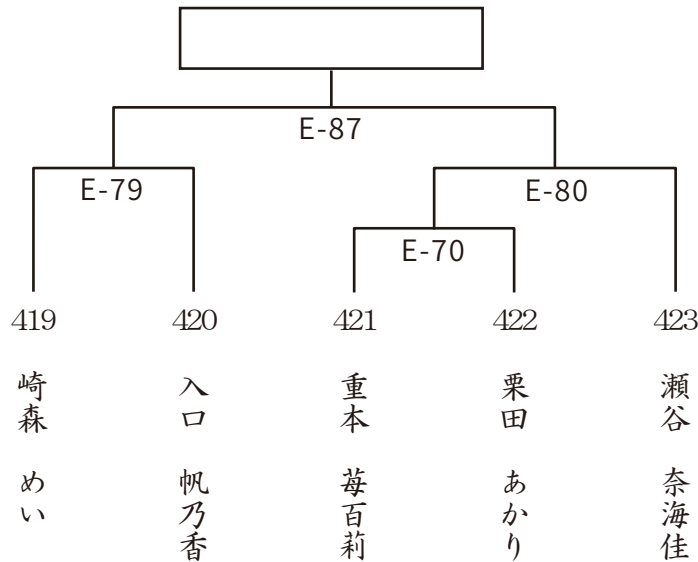 E-87
E-79
E-80
E-70
419
420
421
422
423
崎森 めい
入口 帆乃香
重本 苺百莉
栗田 あかり
瀬谷 奈海佳